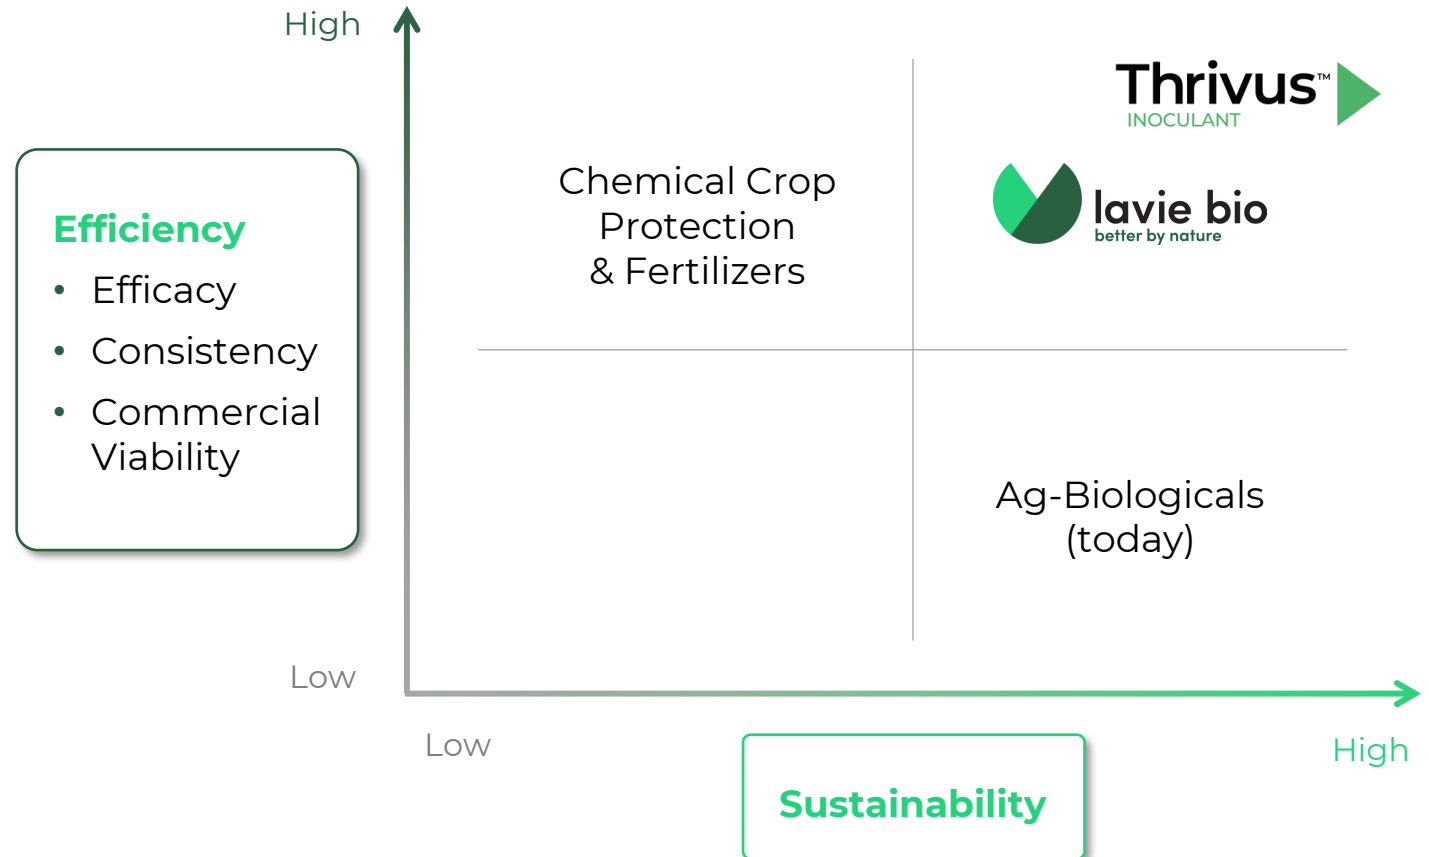 High
Thrivus™
INOCULANT
Chemical Crop
Protection
& Fertilizers
lavie bio
better by nature
Efficiency
• Efficacy
• Consistency
• Commercial
Viability
Ag-Biologicals
(today)
Low
Low
High
Sustainability